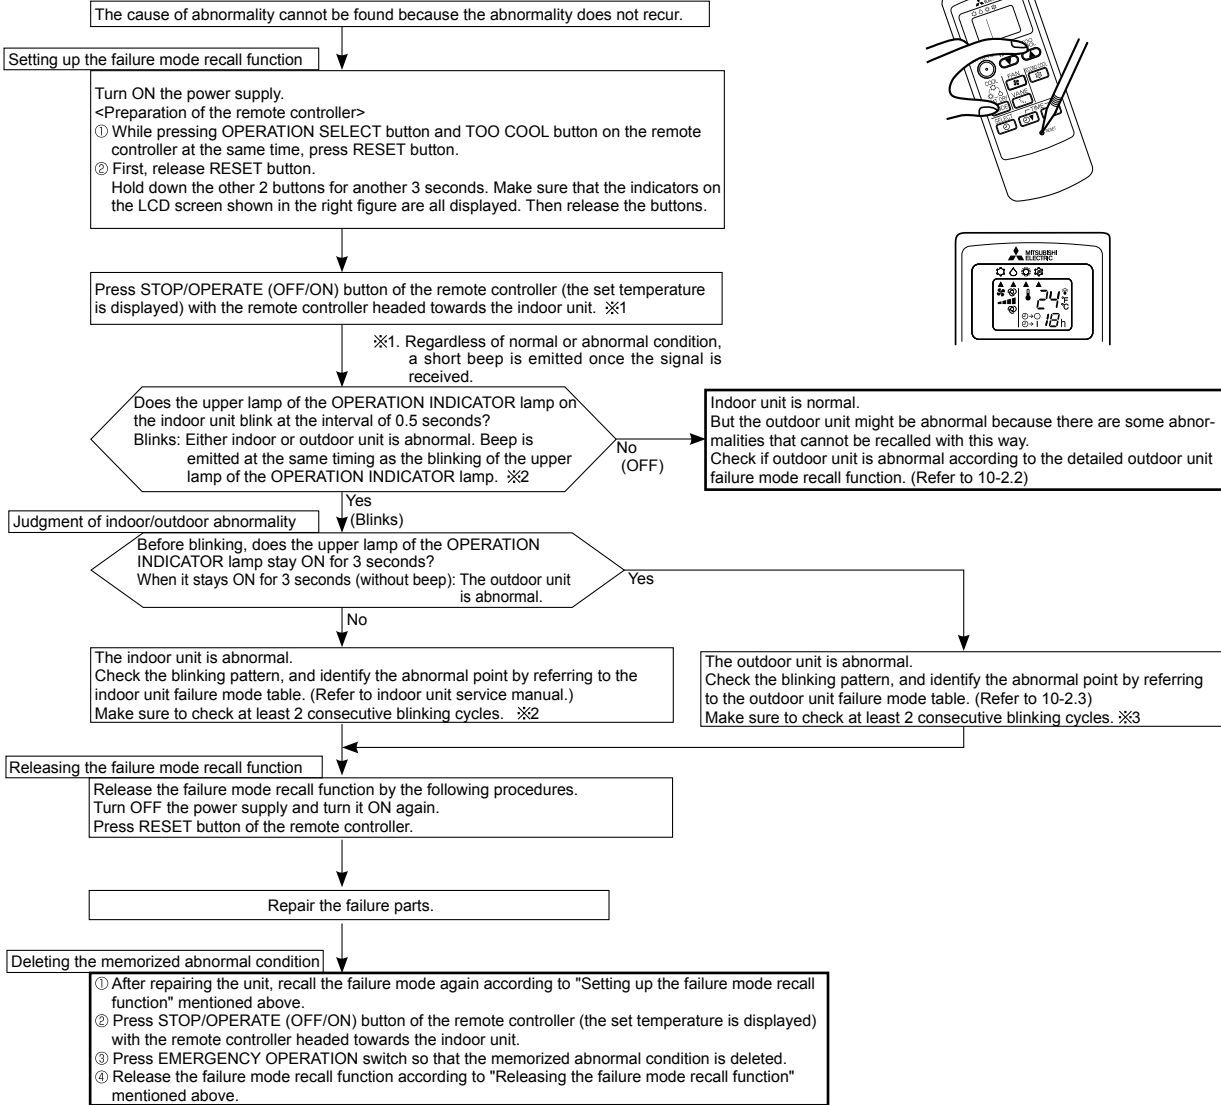 The cause of abnormality cannot be found because the abnormality does not recur.
Setting up the failure mode recall function
Turn ON the power supply.
<Preparation of the remote controller>
① While pressing OPERATION SELECT button and TOO COOL button on the remote
controller at the same time, press RESET button.
② First, release RESET button.
Hold down the other 2 buttons for another 3 seconds. Make sure that the indicators on
the LCD screen shown in the right figure are all displayed. Then release the buttons.
COOL
FAN
VANE
TIME
RESET
MITSUBISHI
ELECTRIC
24°C
18h
Press STOP/OPERATE (OFF/ON) button of the remote controller (the set temperature
is displayed) with the remote controller headed towards the indoor unit. ※1
※1. Regardless of normal or abnormal condition,
a short beep is emitted once the signal is
received.
Does the upper lamp of the OPERATION INDICATOR lamp on
the indoor unit blink at the interval of 0.5 seconds?
Blinks: Either indoor or outdoor unit is abnormal. Beep is
emitted at the same timing as the blinking of the upper
lamp of the OPERATION INDICATOR lamp. ※2
No
(OFF)
Indoor unit is normal.
But the outdoor unit might be abnormal because there are some abnor-
malities that cannot be recalled with this way.
Check if outdoor unit is abnormal according to the detailed outdoor unit
failure mode recall function. (Refer to 10-2.2)
Yes
(Blinks)
Judgment of indoor/outdoor abnormality
Before blinking, does the upper lamp of the OPERATION
INDICATOR lamp stay ON for 3 seconds?
When it stays ON for 3 seconds (without beep): The outdoor unit
is abnormal.
Yes
No
The indoor unit is abnormal.
Check the blinking pattern, and identify the abnormal point by referring to the
indoor unit failure mode table. (Refer to indoor unit service manual.)
Make sure to check at least 2 consecutive blinking cycles. ※2
The outdoor unit is abnormal.
Check the blinking pattern, and identify the abnormal point by referring
to the outdoor unit failure mode table. (Refer to 10-2.3)
Make sure to check at least 2 consecutive blinking cycles. ※3
Releasing the failure mode recall function
Release the failure mode recall function by the following procedures.
Turn OFF the power supply and turn it ON again.
Press RESET button of the remote controller.
Repair the failure parts.
Deleting the memorized abnormal condition
① After repairing the unit, recall the failure mode again according to "Setting up the failure mode recall
function" mentioned above.
② Press STOP/OPERATE (OFF/ON) button of the remote controller (the set temperature is displayed)
with the remote controller headed towards the indoor unit.
③ Press EMERGENCY OPERATION switch so that the memorized abnormal condition is deleted.
④ Release the failure mode recall function according to "Releasing the failure mode recall function"
mentioned above.